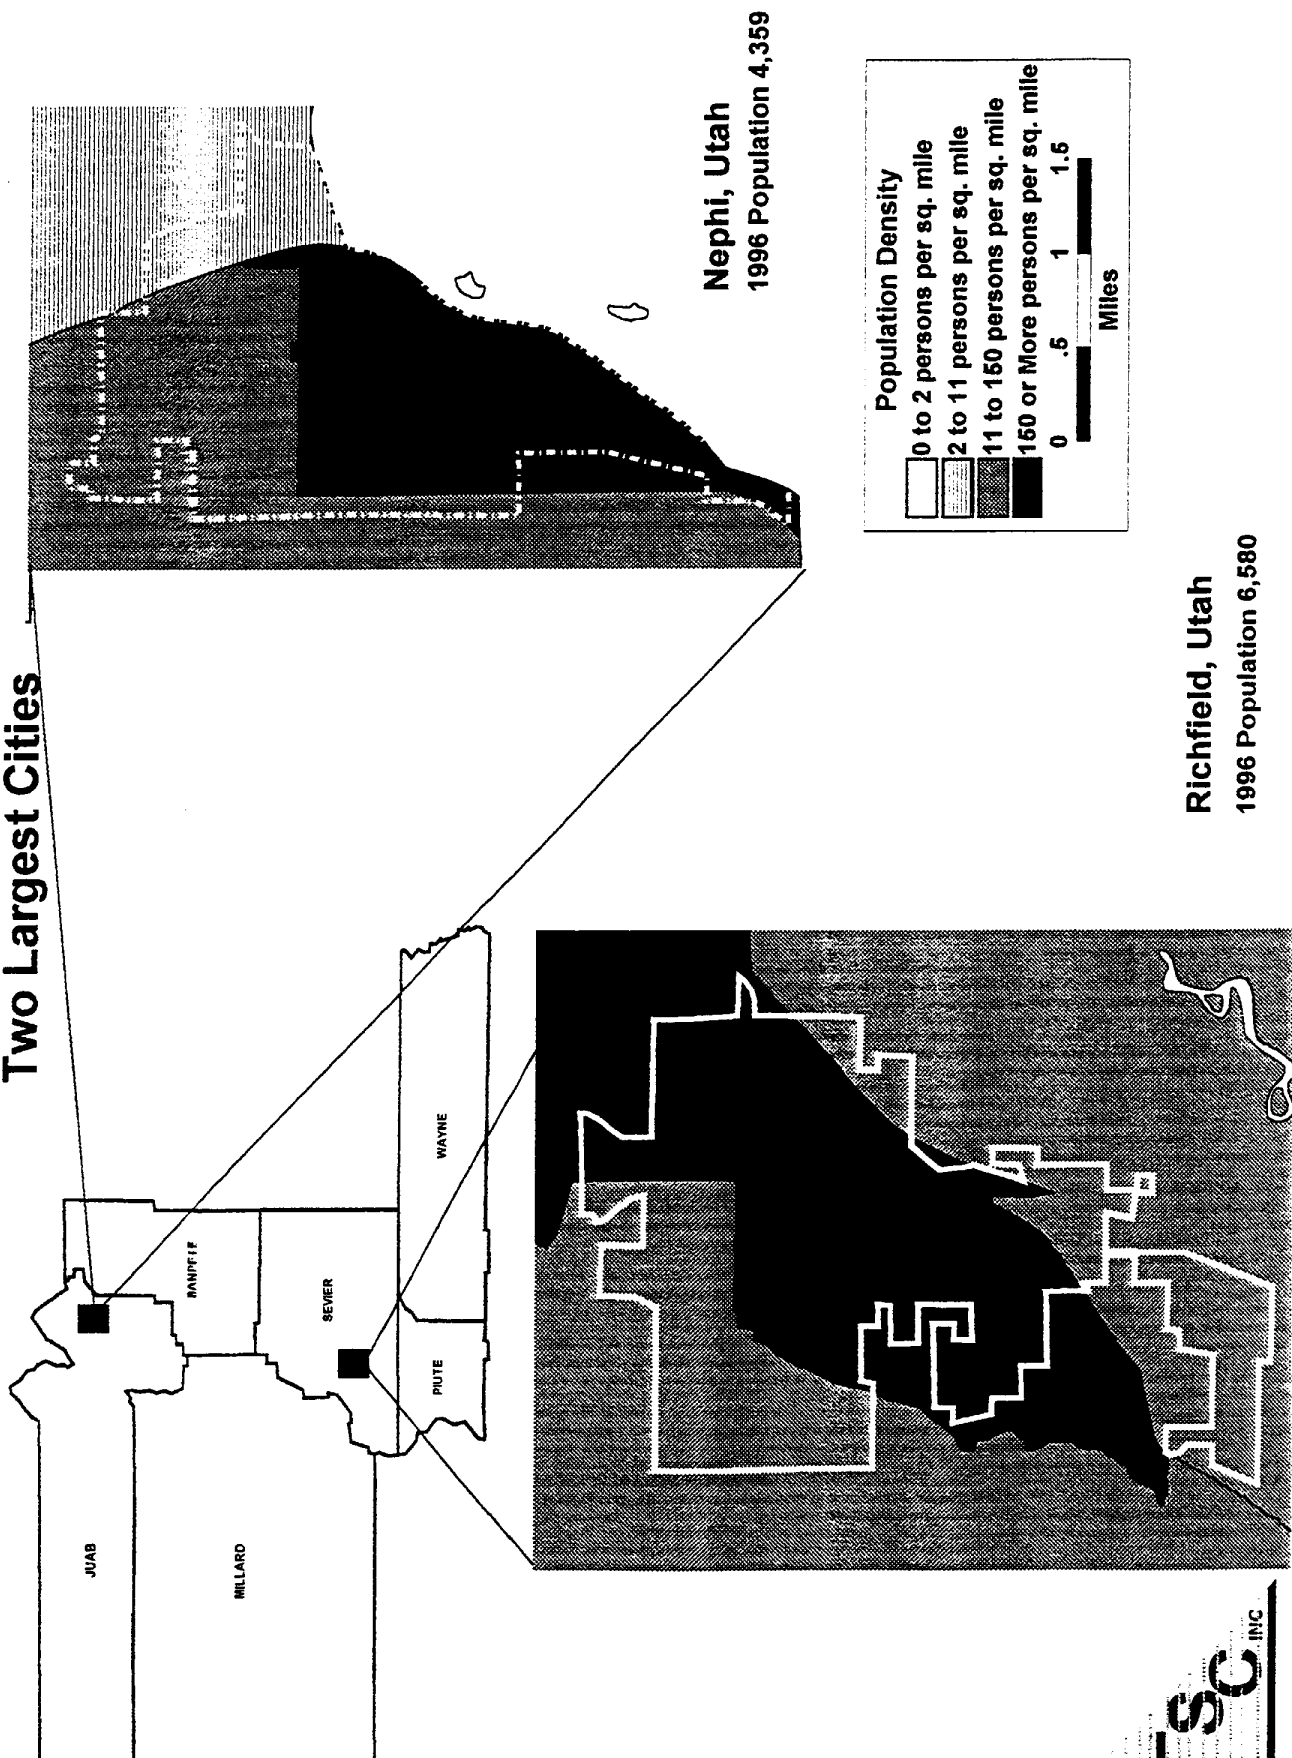 Two Largest Cities
JUAB
MILLARD
SANPETE
SEVIER
PIUTE
WAYNE
Nephi, Utah
1996 Population 4,359
Population Density
0 to 2 persons per sq. mile
2 to 11 persons per sq. mile
11 to 150 persons per sq. mile
150 or More persons per sq. mile
0 .5 1 1.5
Miles
Richfield, Utah
1996 Population 6,580
SC
INC